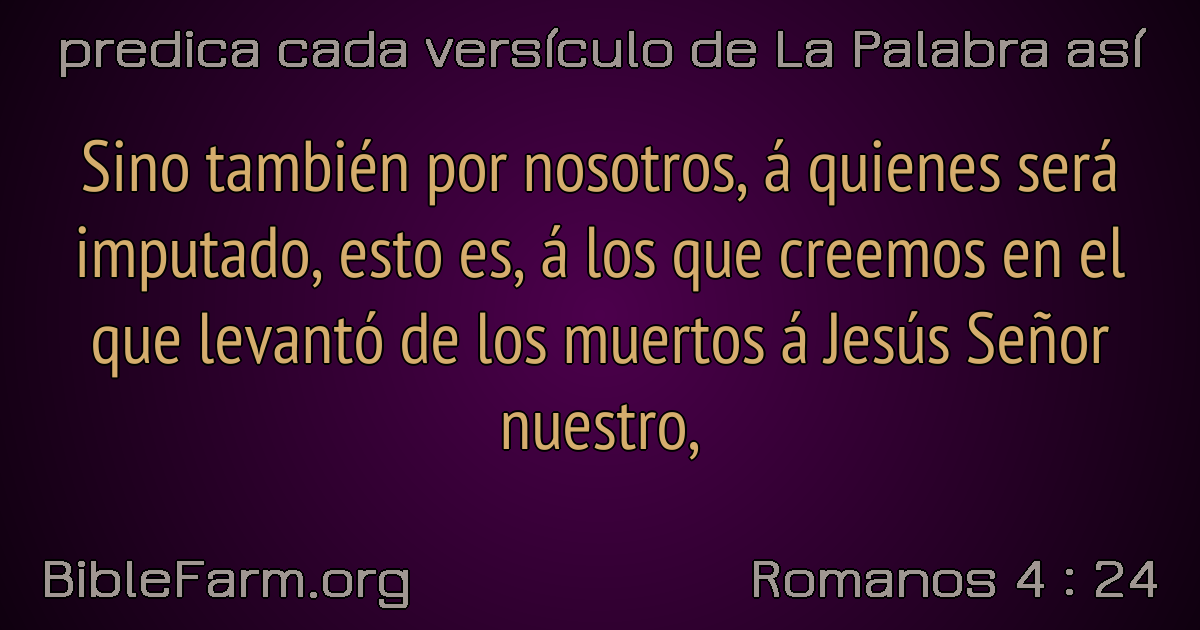 predica cada versículo de La Palabra así
Sino también por nosotros, á quienes será
imputado, esto es, á los que creemos en el
que levantó de los muertos á Jesús Señor
nuestro,
BibleFarm.org
Romanos 4 : 24